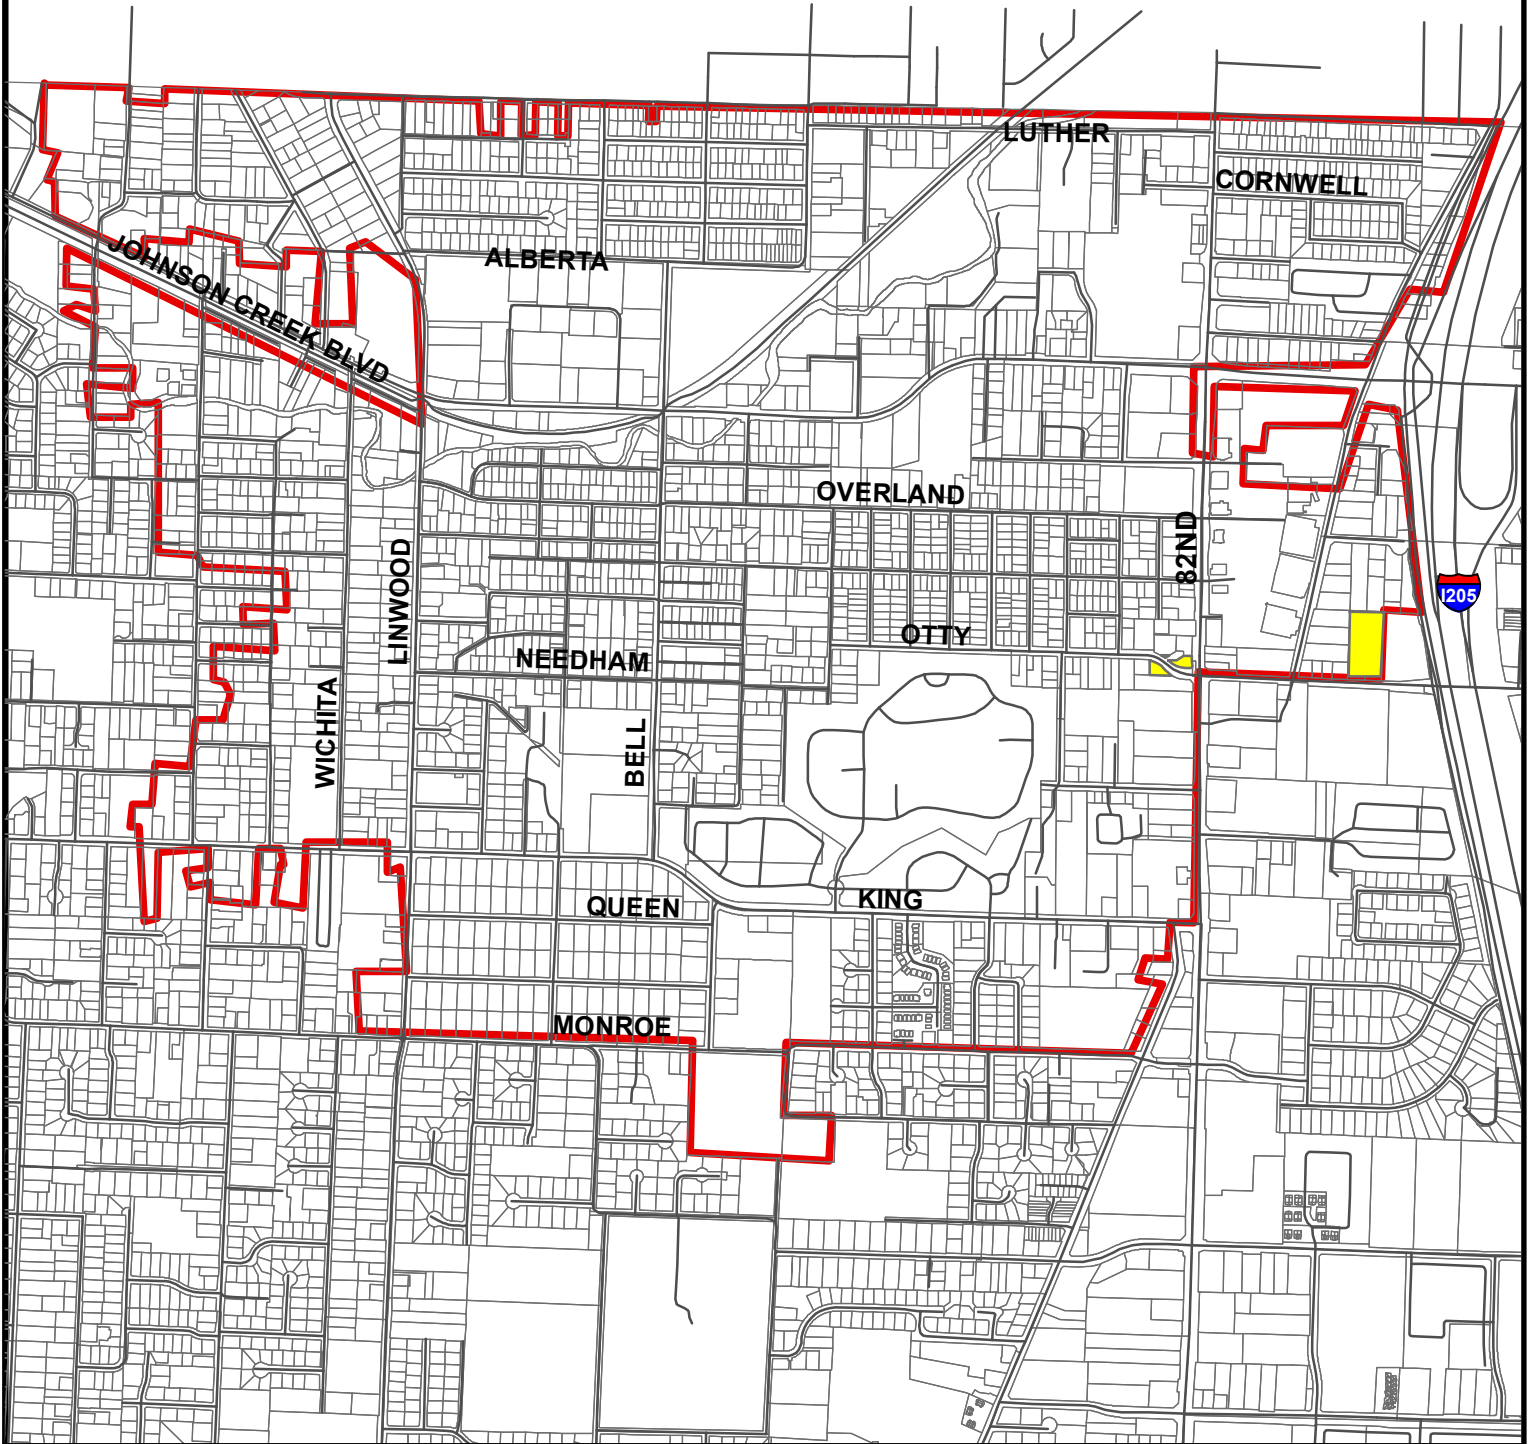 LUTHER
CORNWELL
ALBERTA
JOHNSON CREEK BLVD
OVERLAND
82ND
LINWOOD
I205
OTTY
NEEDHAM
WICHITA
BELL
KING
QUEEN
MONROE